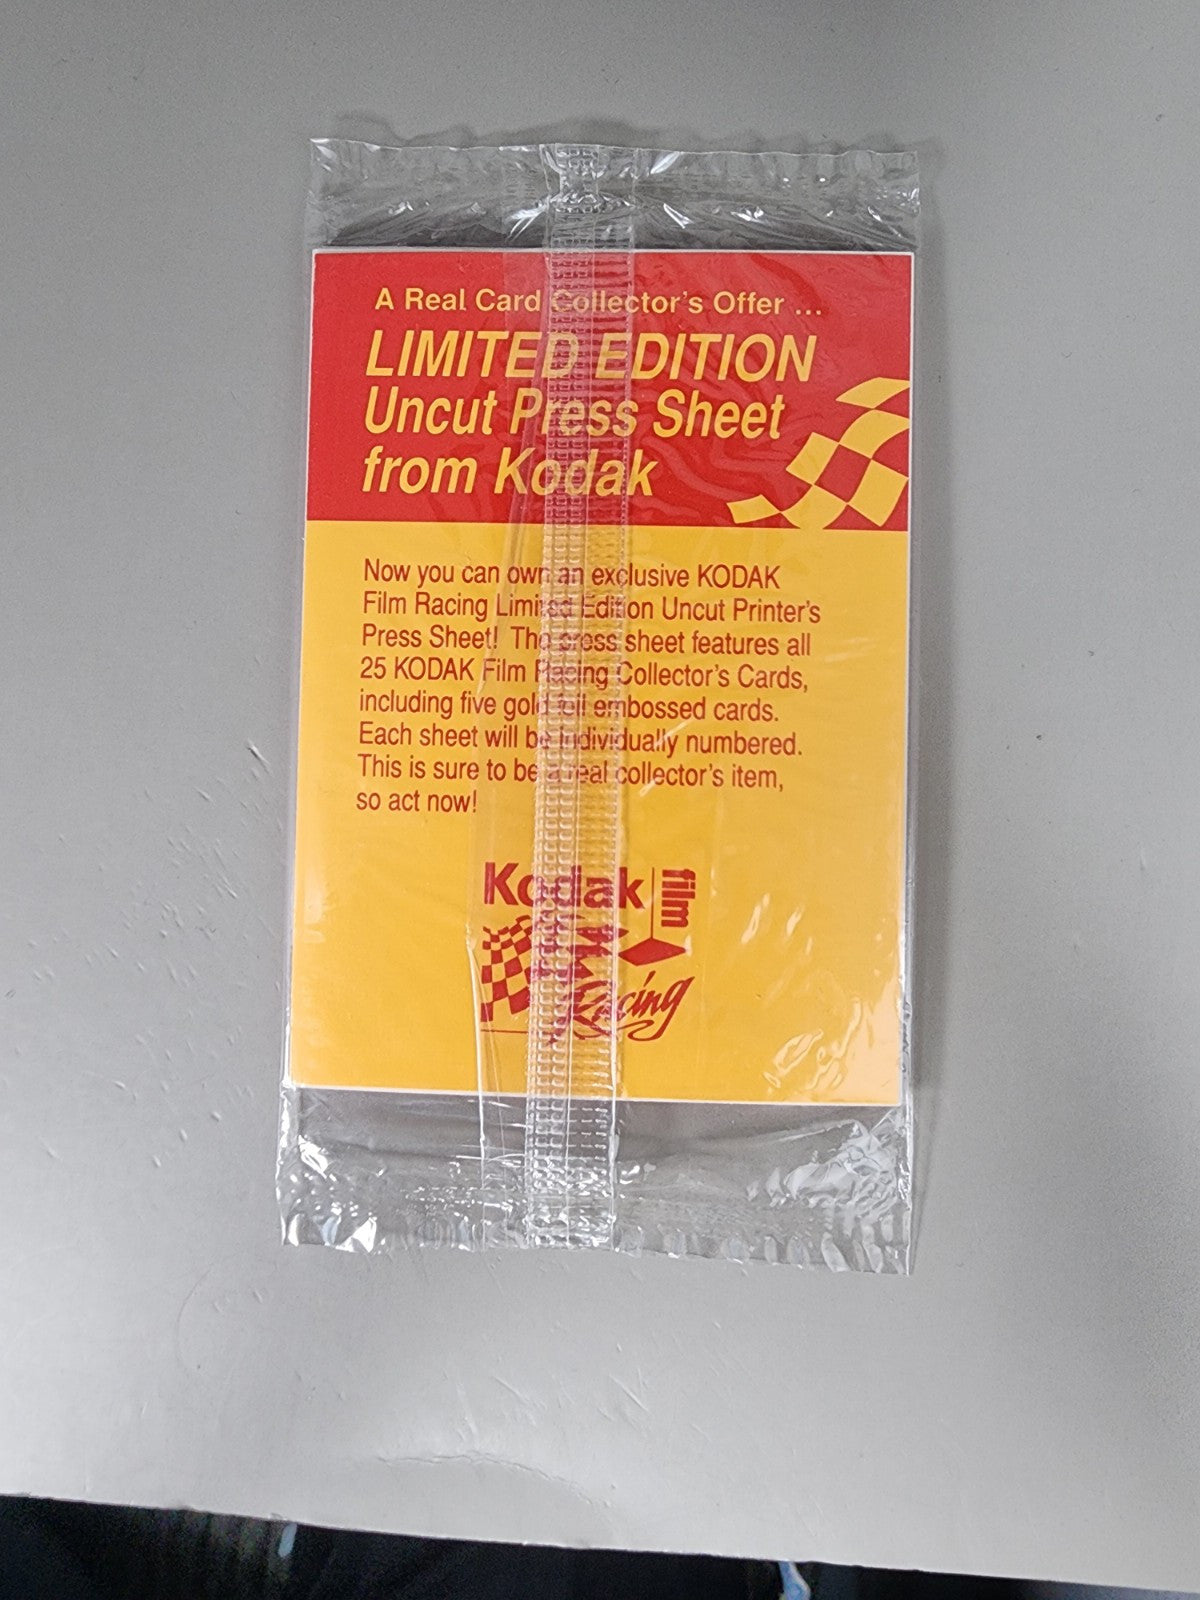 A Real Card Collector's Offer ...
LIMITED EDITION
Uncut Press Sheet
from Kodak
Now you can own an exclusive KODAK
Film Racing Limited Edition Uncut Printer's
Press Sheet! The press sheet features all
25 KODAK Film Racing Collector's Cards,
including five gold foil embossed cards.
Each sheet will be individually numbered.
This is sure to be a real collector's item,
so act now!
Kodak film
Racing